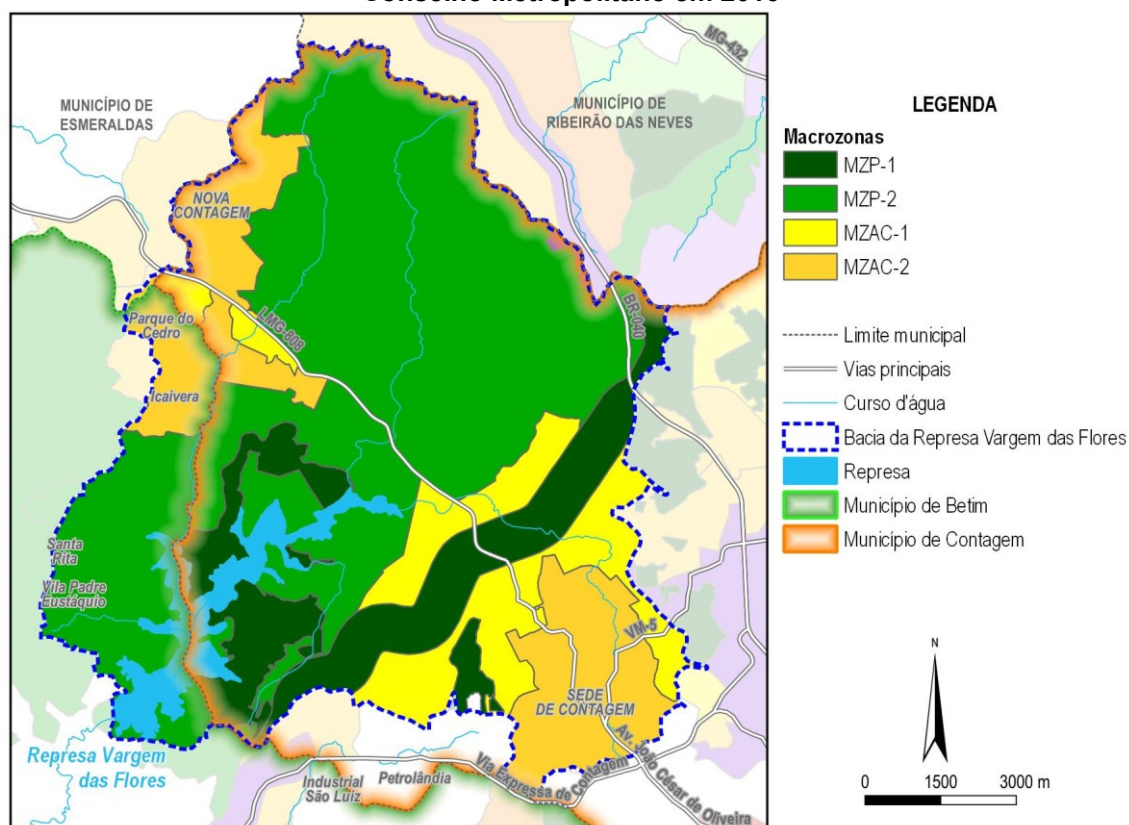 Conselho Metropolitano em 2016
MG-432
MUNICÍPIO DE
ESMERALDAS
MUNICÍPIO DE
RIBEIRÃO DAS NEVES
NOVA
CONTAGEM
BR-040
LMG-808
Parque do
Cedro
Icaivera
Santa
Rita
Vila Padre
Eustáquio
VM-5
SEDE
DE CONTAGEM
Av. João César de Oliveira
Via Expressa de Contagem
Represa Vargem
das Flores
Industrial
São Luiz
Petrolândia
LEGENDA
Macrozonas
MZP-1
MZP-2
MZAC-1
MZAC-2
Limite municipal
Vias principais
Curso d'água
Bacia da Represa Vargem das Flores
Represa
Município de Betim
Município de Contagem
N
0 1500 3000 m